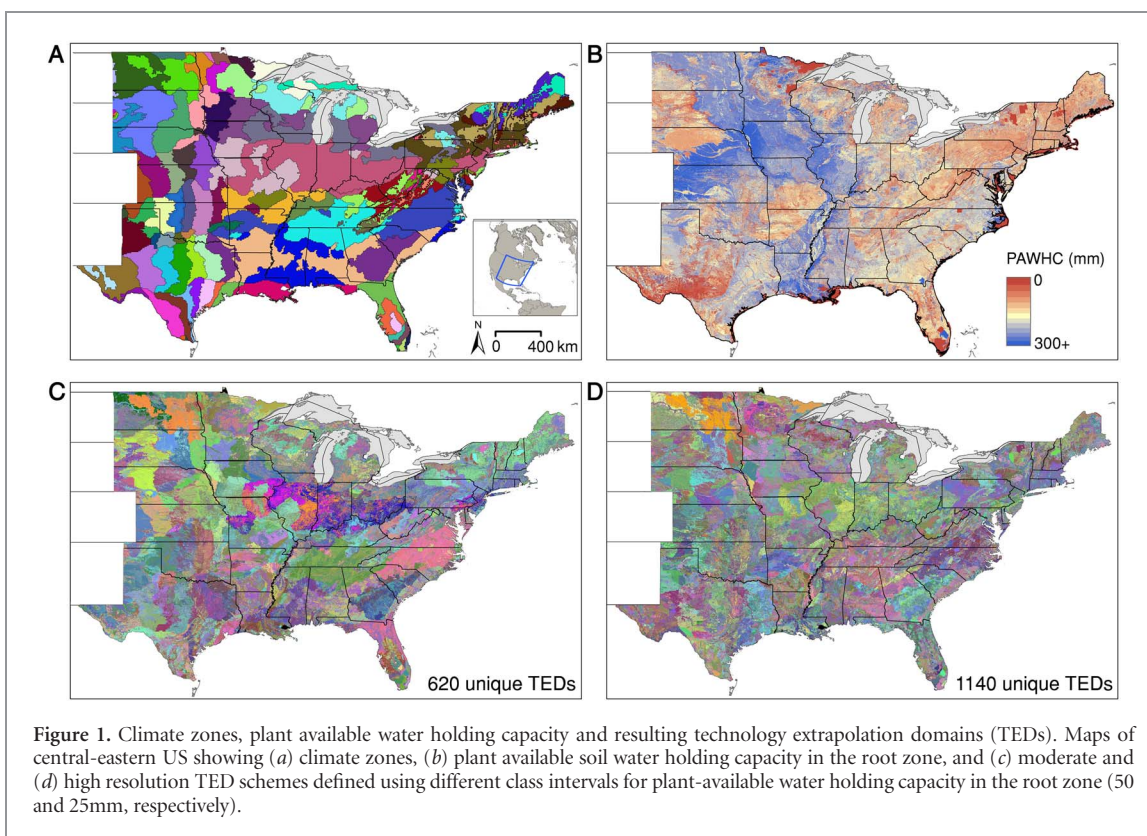 A
B
N
0 400 km
PAWHC (mm)
0
300+
C
D
620 unique TEDs
1140 unique TEDs
Figure 1. Climate zones, plant available water holding capacity and resulting technology extrapolation domains (TEDs). Maps of
central-eastern US showing (a) climate zones, (b) plant available soil water holding capacity in the root zone, and (c) moderate and
(d) high resolution TED schemes defined using different class intervals for plant-available water holding capacity in the root zone (50
and 25mm, respectively).